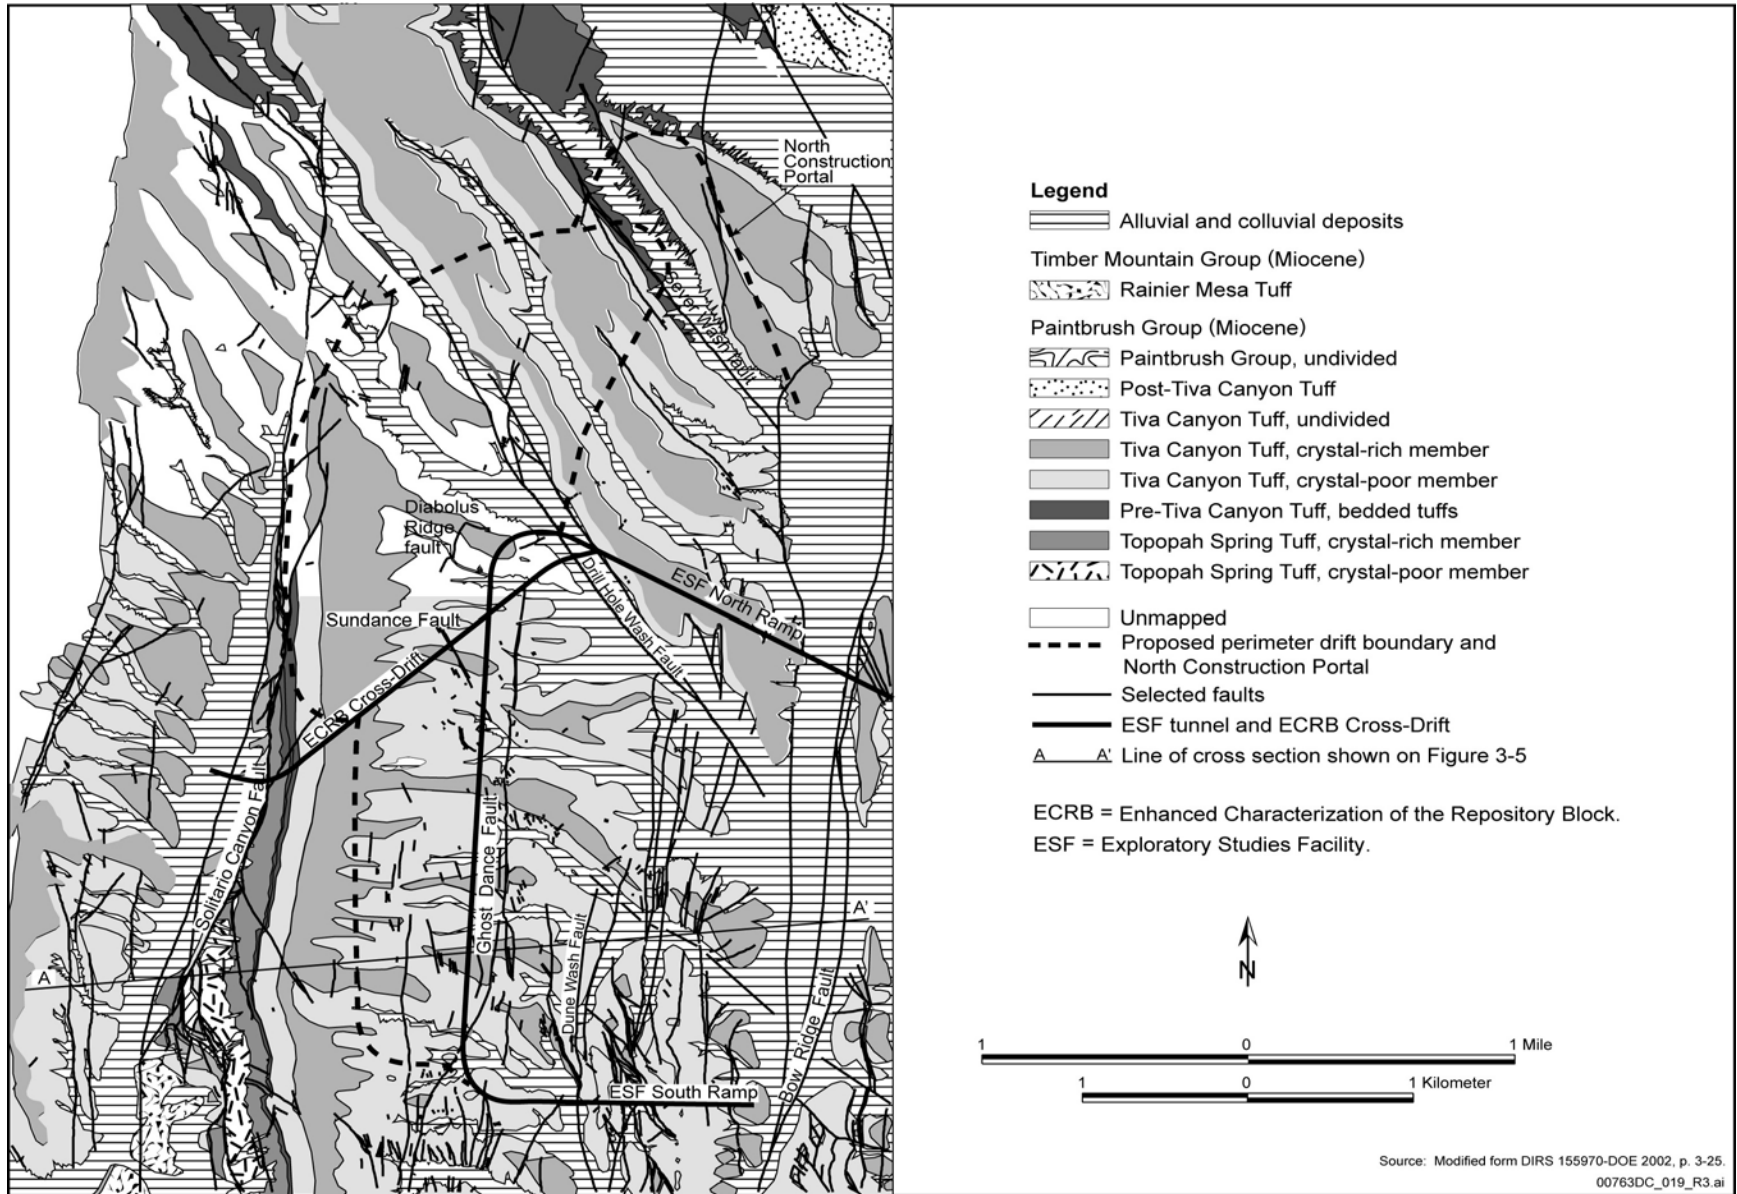 North
Construction
Portal
Sever Wash fault
Diabolus
Ridge
fault
Drill Hole Wash Fault
ESF North Ramp
Sundance Fault
ECRB Cross-Drift
Solitario Canyon Fault
Ghost Dance Fault
Dune Wash Fault
A'
A
Bow Ridge Fault
ESF South Ramp
Legend
Alluvial and colluvial deposits
Timber Mountain Group (Miocene)
Rainier Mesa Tuff
Paintbrush Group (Miocene)
Paintbrush Group, undivided
Post-Tiva Canyon Tuff
Tiva Canyon Tuff, undivided
Tiva Canyon Tuff, crystal-rich member
Tiva Canyon Tuff, crystal-poor member
Pre-Tiva Canyon Tuff, bedded tuffs
Topopah Spring Tuff, crystal-rich member
Topopah Spring Tuff, crystal-poor member
Unmapped
Proposed perimeter drift boundary and
North Construction Portal
Selected faults
ESF tunnel and ECRB Cross-Drift
A A' Line of cross section shown on Figure 3-5
ECRB = Enhanced Characterization of the Repository Block.
ESF = Exploratory Studies Facility.
N
1 0 1 Mile
1 0 1 Kilometer
Source: Modified form DIRS 155970-DOE 2002, p. 3-25.
00763DC_019_R3.ai